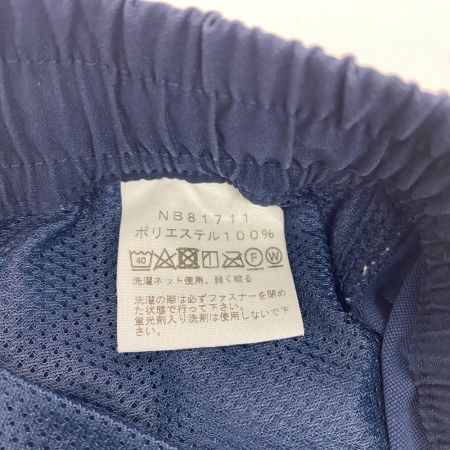 NB81711
ポリエステル100%
40 F W
洗濯ネット使用、弱く絞る
洗濯の際は必ずファスナーを閉め
た状態で行って下さい。
蛍光剤入り洗剤は使用しないで下
さい。